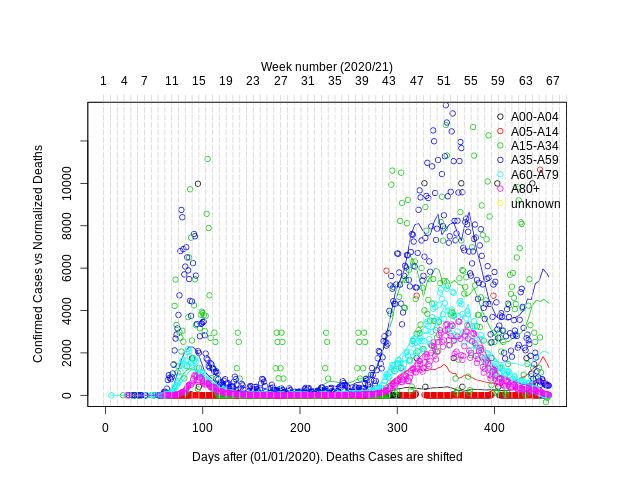 Week number (2020/21)
1 4 7 11 15 19 23 27 31 35 39 43 47 51 55 59 63 67
Confirmed Cases vs Normalized Deaths
0 2000 4000 6000 8000 10000
A00-A04
A05-A14
A15-A34
A35-A59
A60-A79
A80+
unknown
0 100 200 300 400
Days after (01/01/2020). Deaths Cases are shifted